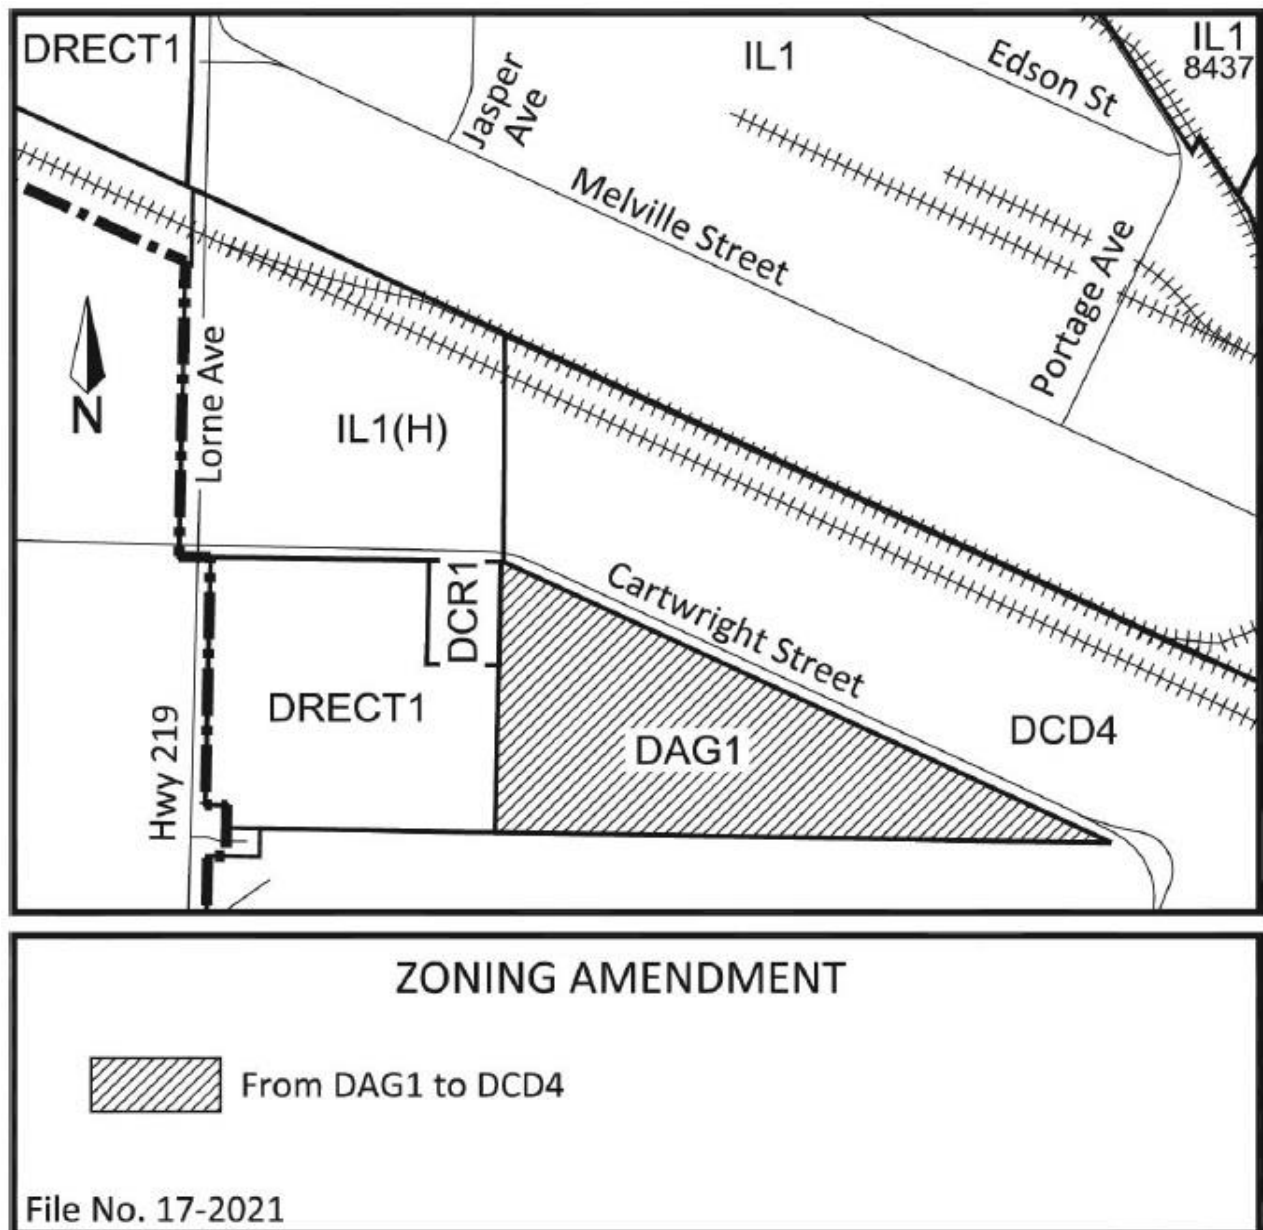 DRECT1
IL1
IL1
8437
Edson St
Jasper
Ave
Melville Street
Portage Ave
Lorne Ave
N
IL1(H)
DCR1
Cartwright Street
DRECT1
DAG1
DCD4
Hwy 219
ZONING AMENDMENT
From DAG1 to DCD4
File No. 17-2021